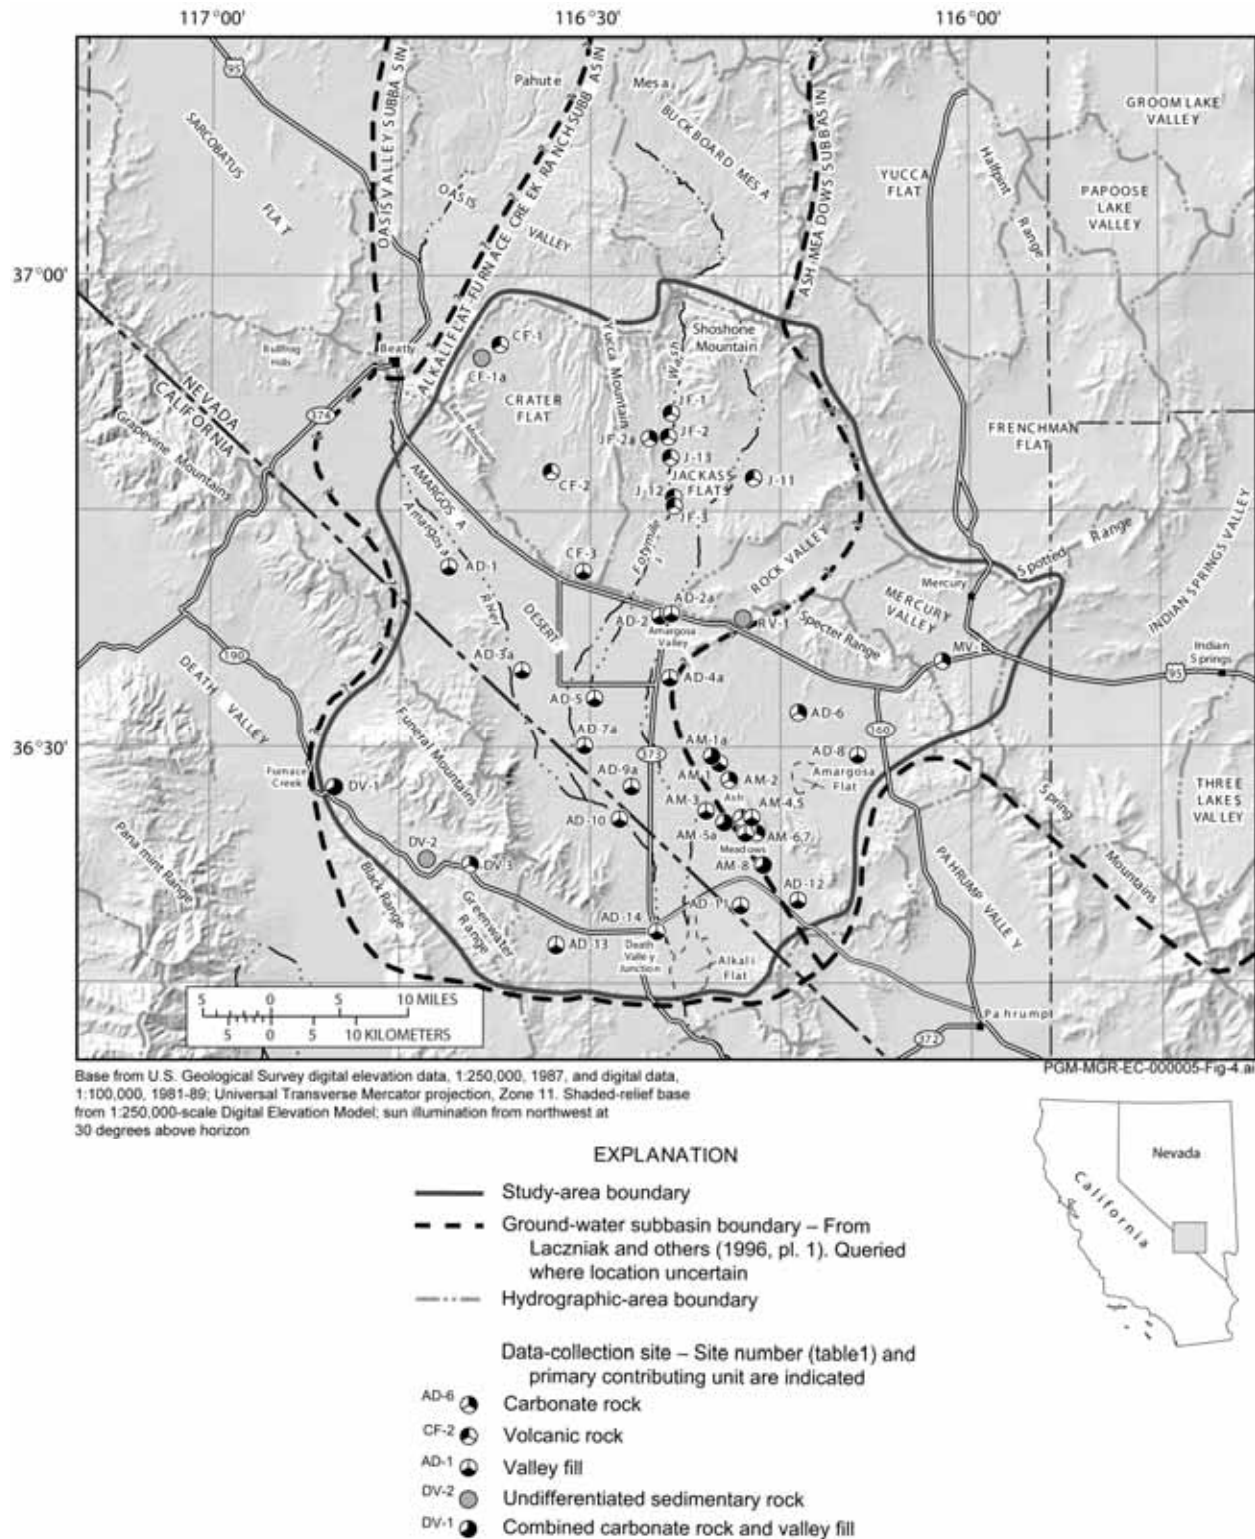 117°00'
116°30'
116°00'
95
SARCOBATUS
FLAT
OASIS VALLEY SUBBASIN
Pahute
Mesa
BUCKBOARD MESA
ALKALI FLAT-FURNACE CREEK RANCH SUBBASIN
OASIS
VALLEY
ASH MEADOWS SUBBASIN
YUCCA
FLAT
Halfpint
Range
GROOM LAKE
VALLEY
PAPOOSE
LAKE
VALLEY
37°00'
Bullfrog
Hills
Beatty
CF-1
CF-1a
Shoshone
Mountain
NEVADA
CALIFORNIA
374
Grapevine Mountains
Bare Mountain
CRATER
FLAT
Yucca Mountain
Wash
JF-1
JF-2a
JF-2
J-13
JACKASS
FLATS
J-12
J-11
JF-3
CF-2
FRENCHMAN
FLAT
AMARGOSA
Amargosa
River
DESERT
AD-1
CF-3
Fortymile
ROCK VALLEY
Spotted Range
Mercury
MERCURY
VALLEY
INDIAN SPRINGS VALLEY
AD-2a
AD-2
Amargosa
Valley
RV-1
Specter Range
MV-1
Indian
Springs
95
190
DEATH VALLEY
AD-3a
AD-4a
AD-5
AD-6
160
36°30'
Funeral Mountains
AD-7a
373
AM-1a
AM-1
AM-2
AD-8
Amargosa
Flat
Furnace
Creek
DV-1
AD-9a
AM-3
Ash
AM-4,5
AD-10
AM-5a
AM-6,7
Meadows
AM-8
THREE
LAKES
VALLEY
Spring
Mountains
Panamint Range
DV-2
DV-3
Black Range
Greenwater
Range
AD-12
AD-11
AD-14
AD-13
Death
Valley
Junction
Alkali
Flat
PAHRUMP VALLEY
Pahrump
372
5 0 5 10 MILES
5 0 5 10 KILOMETERS
PGM-MGR-EC-000005-Fig-4.ai
Base from U.S. Geological Survey digital elevation data, 1:250,000, 1987, and digital data,
1:100,000, 1981-89; Universal Transverse Mercator projection, Zone 11. Shaded-relief base
from 1:250,000-scale Digital Elevation Model; sun illumination from northwest at
30 degrees above horizon
EXPLANATION
Study-area boundary
Ground-water subbasin boundary – From
Laczniak and others (1996, pl. 1). Queried
where location uncertain
Hydrographic-area boundary
Data-collection site – Site number (table1) and
primary contributing unit are indicated
AD-6 Carbonate rock
CF-2 Volcanic rock
AD-1 Valley fill
DV-2 Undifferentiated sedimentary rock
DV-1 Combined carbonate rock and valley fill
Nevada
California